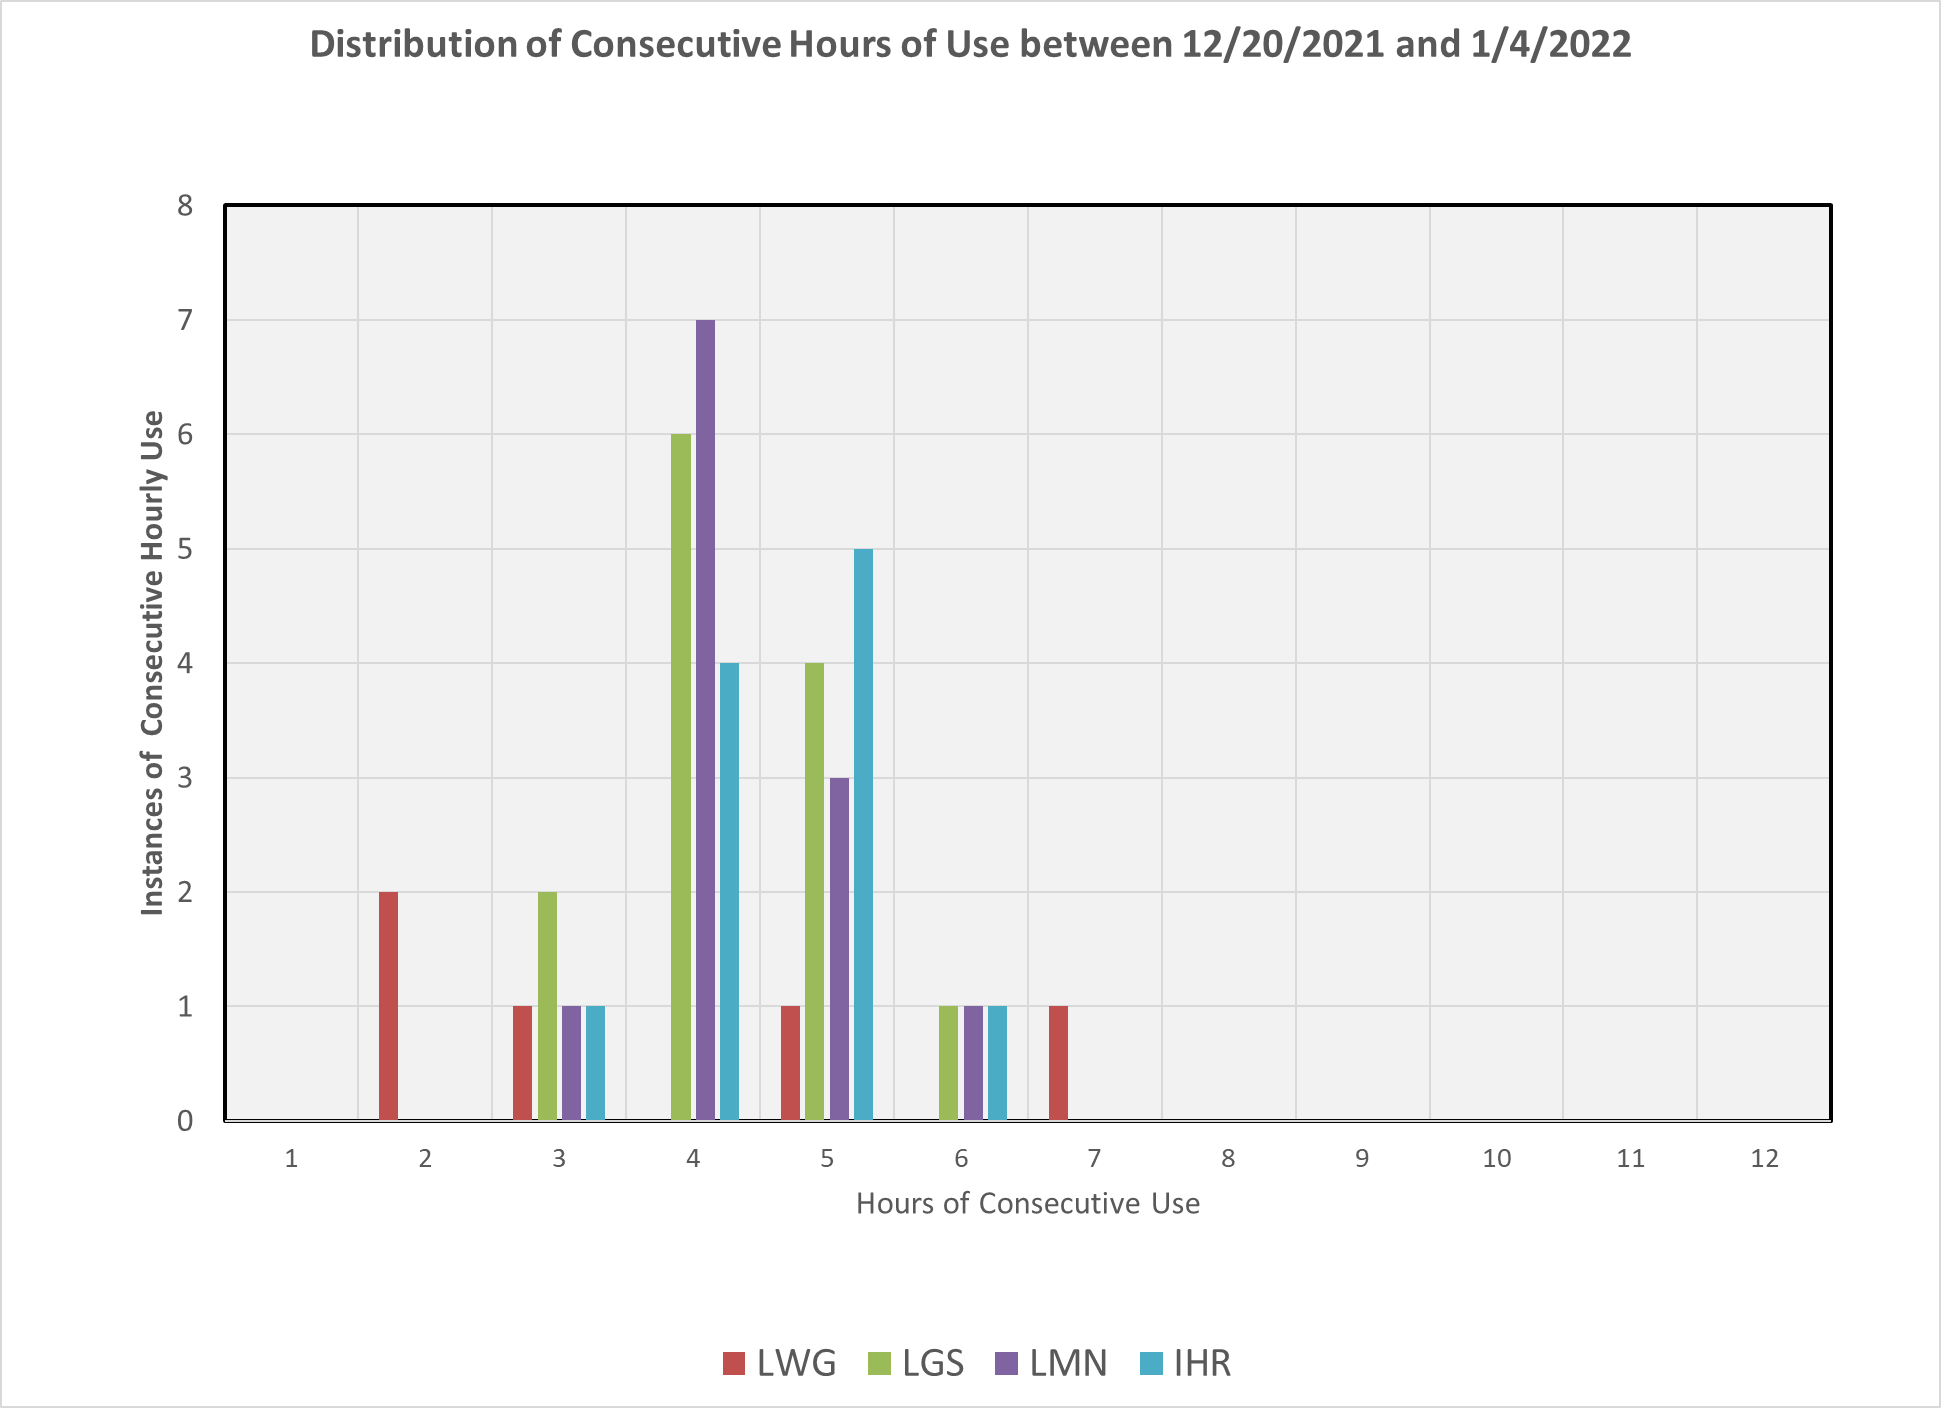 Distribution of Consecutive Hours of Use between 12/20/2021 and 1/4/2022
Instances of Consecutive Hourly Use
8
7
6
5
4
3
2
1
0
1 2 3 4 5 6 7 8 9 10 11 12
Hours of Consecutive Use
LWG LGS LMN IHR